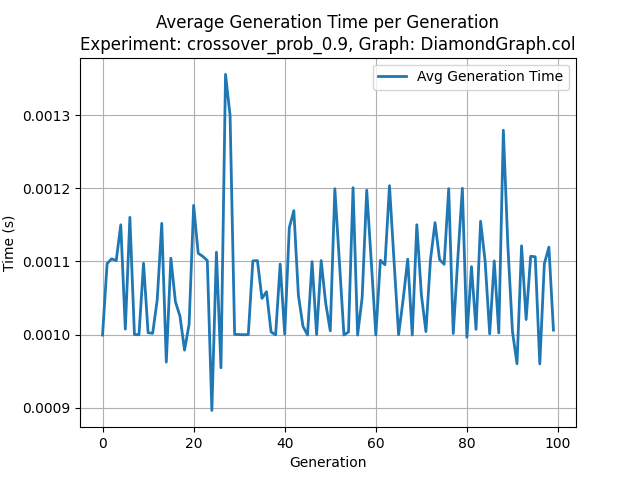 Average Generation Time per Generation
Experiment: crossover_prob_0.9, Graph: DiamondGraph.col
Avg Generation Time
0.0013
0.0012
0.0011
0.0010
0.0009
Time (s)
0 20 40 60 80 100
Generation